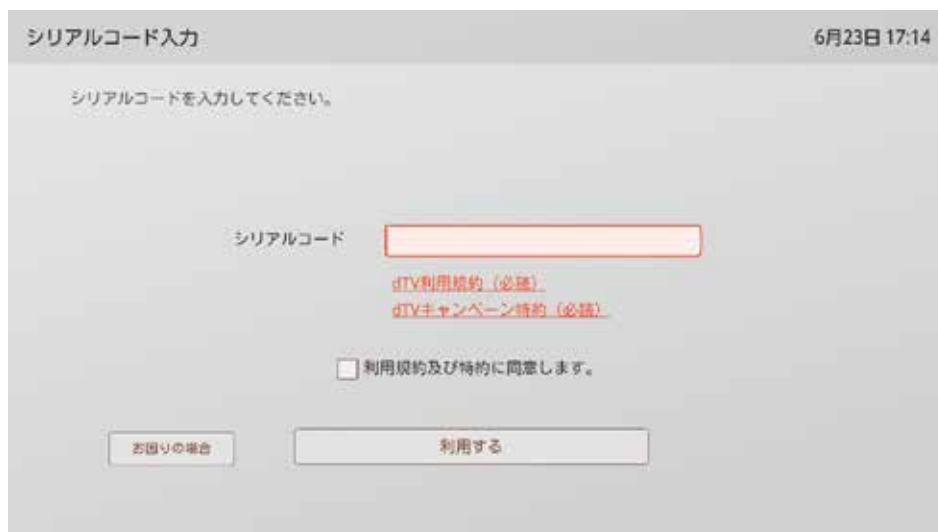 シリアルコード入力
6月23日 17:14
シリアルコードを入力してください。
シリアルコード
dTV利用規約(必読)
dTVキャンペーン特約(必読)
利用規約及び特約に同意します。
お困りの場合
利用する